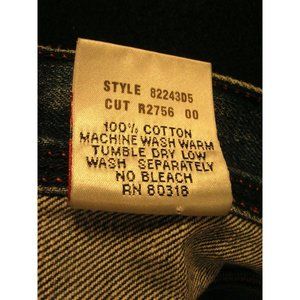 STYLE 82243D5
CUT R2756 00
100% COTTON
MACHINE WASH WARM
TUMBLE DRY LOW
WASH SEPARATELY
NO BLEACH
RN 80318